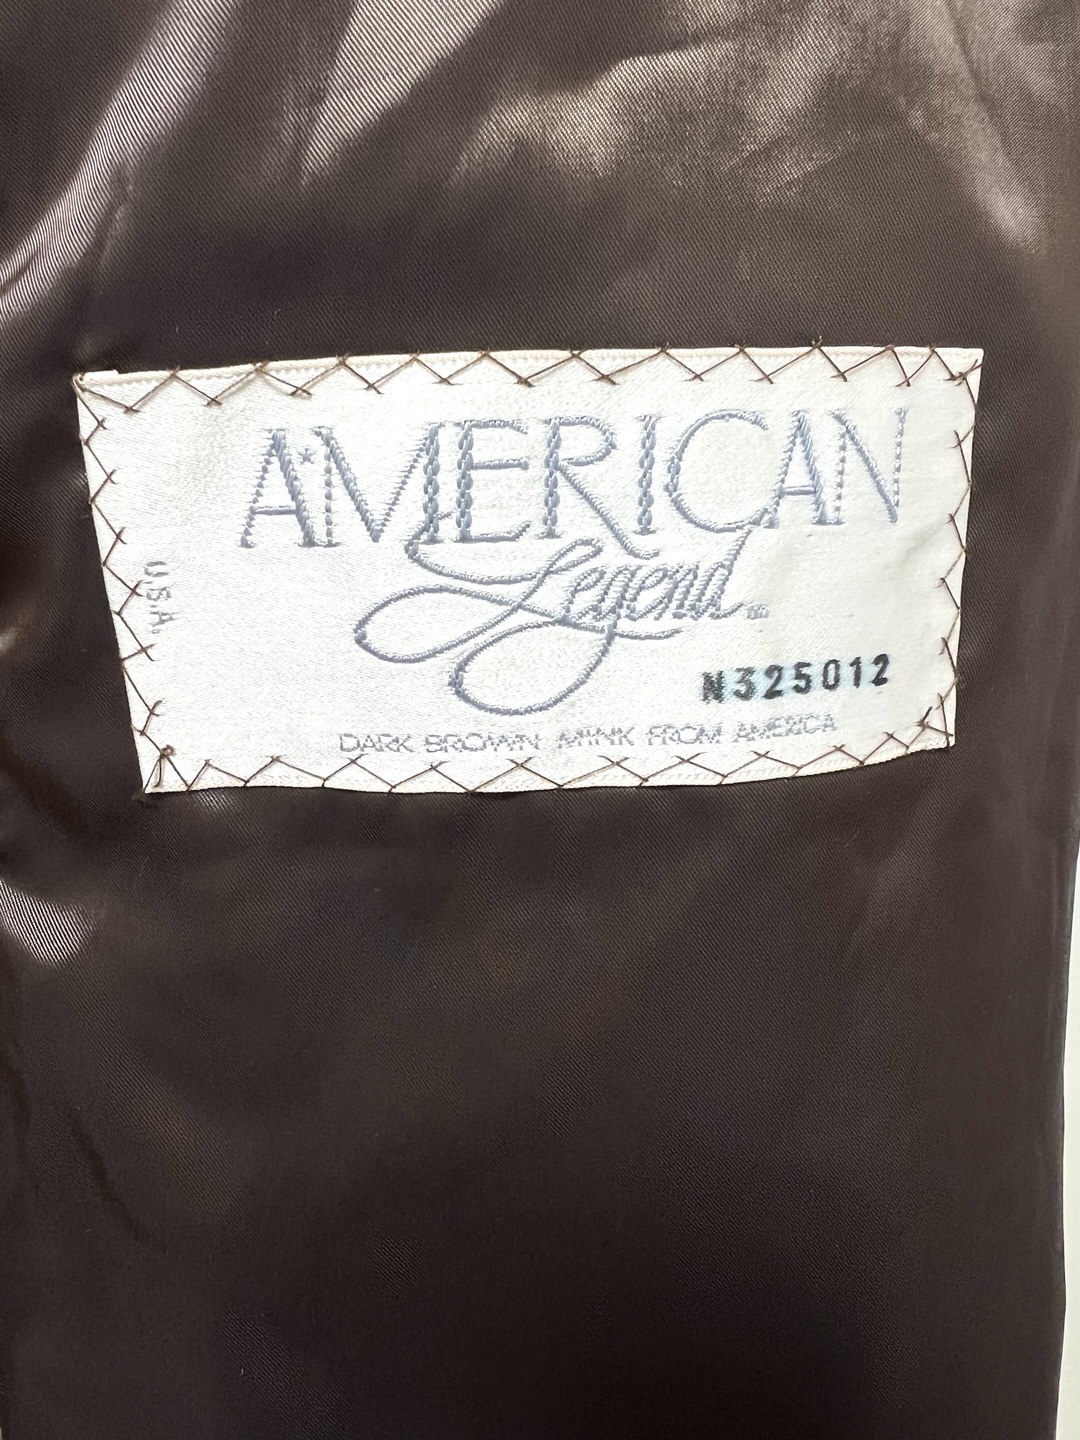 AMERICAN
Legend
U.S.A.
N325012
DARK BROWN MINK FROM AMERICA